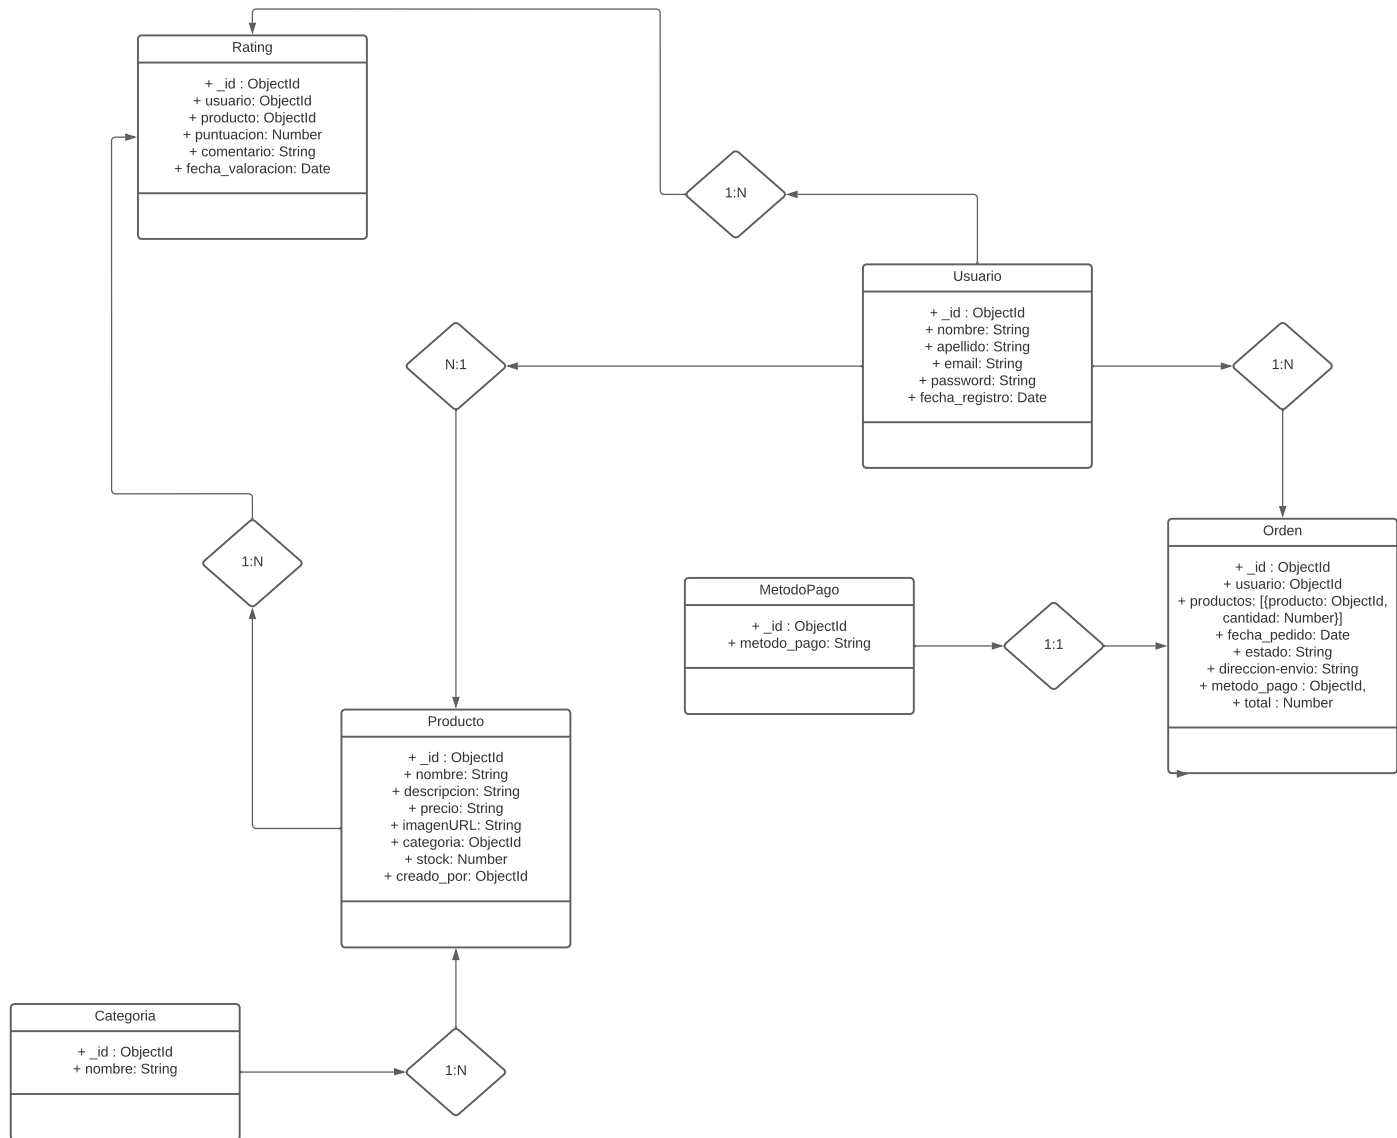 Rating
+ _id : ObjectId
+ usuario: ObjectId
+ producto: ObjectId
+ puntuacion: Number
+ comentario: String
+ fecha_valoracion: Date
1:N
Usuario
+ _id : ObjectId
+ nombre: String
+ apellido: String
+ email: String
+ password: String
+ fecha_registro: Date
N:1
1:N
1:N
Orden
+ _id : ObjectId
+ usuario: ObjectId
+ productos: [{producto: ObjectId,
cantidad: Number}]
+ fecha_pedido: Date
+ estado: String
+ direccion-envio: String
+ metodo_pago : ObjectId,
+ total : Number
MetodoPago
+ _id : ObjectId
+ metodo_pago: String
1:1
Producto
+ _id : ObjectId
+ nombre: String
+ descripcion: String
+ precio: String
+ imagenURL: String
+ categoria: ObjectId
+ stock: Number
+ creado_por: ObjectId
Categoria
+ _id : ObjectId
+ nombre: String
1:N